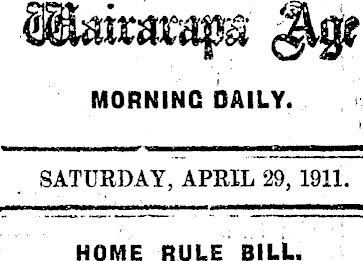 Wairarapa Age
MORNING DAILY.
SATURDAY, APRIL 29, 1911.
HOME RULE BILL.